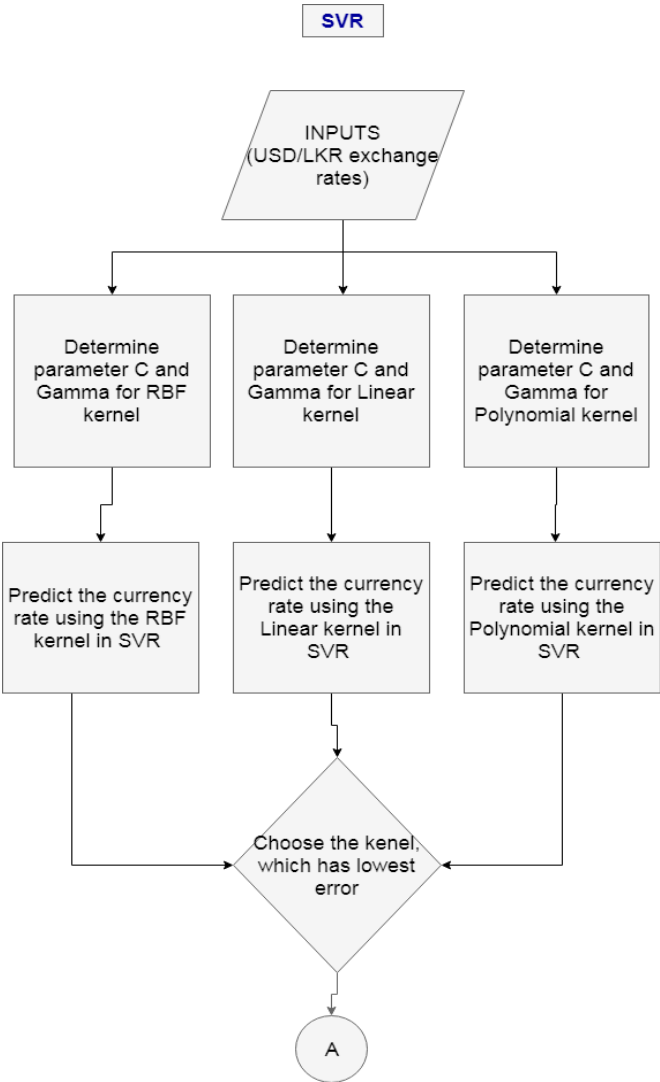 SVR
INPUTS
(USD/LKR exchange
rates)
Determine
parameter C and
Gamma for RBF
kernel
Determine
parameter C and
Gamma for Linear
kernel
Determine
parameter C and
Gamma for
Polynomial kernel
Predict the currency
rate using the RBF
kernel in SVR
Predict the currency
rate using the
Linear kernel in
SVR
Predict the currency
rate using the
Polynomial kernel in
SVR
Choose the kenel,
which has lowest
error
A